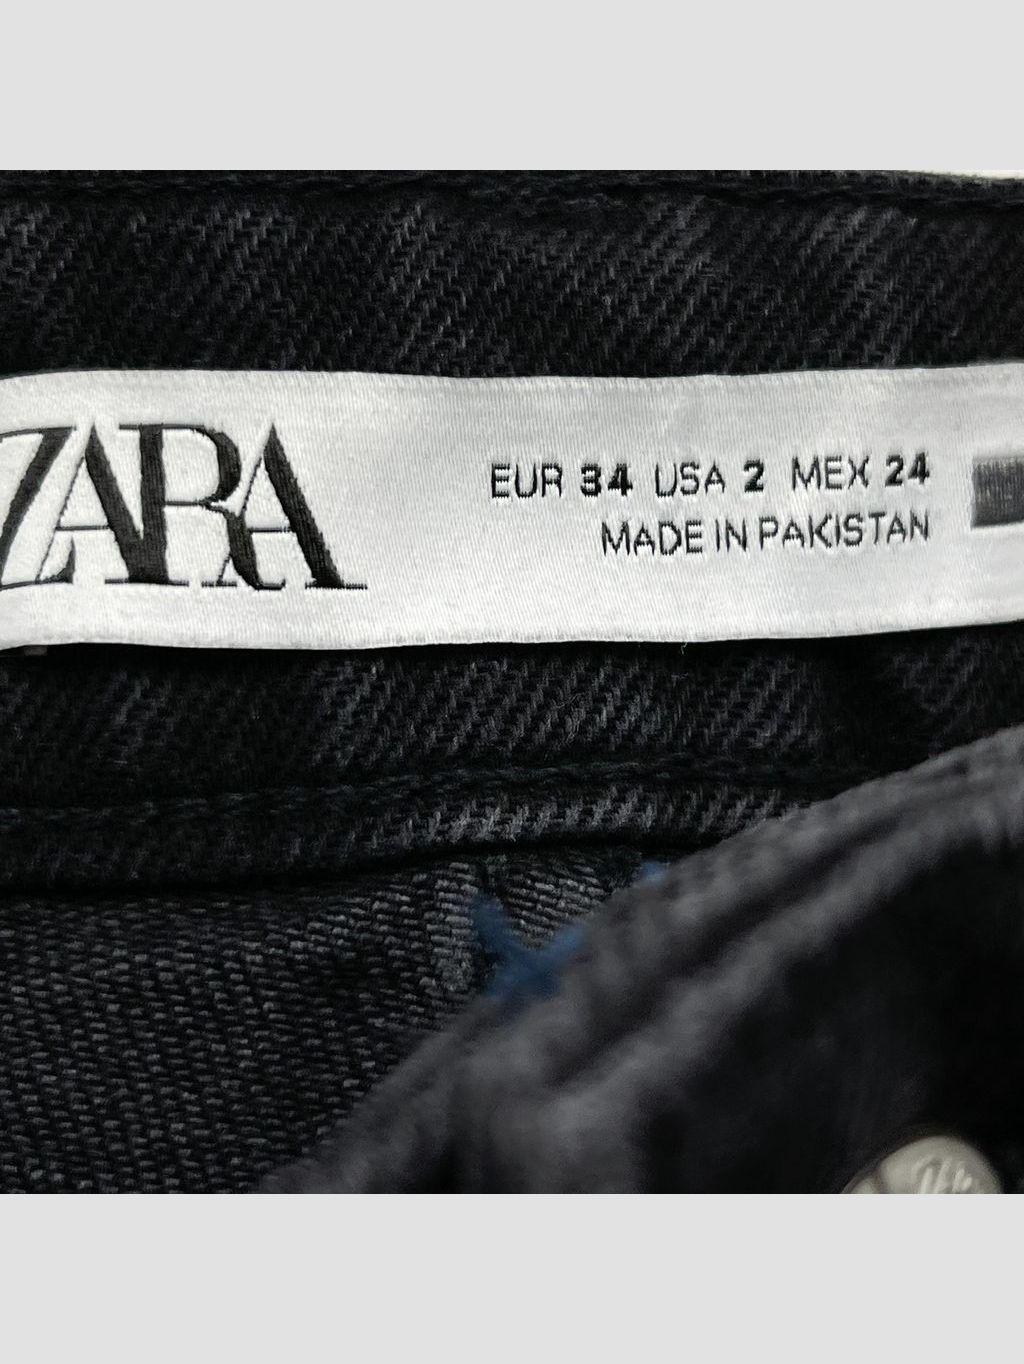 ZARA
EUR 34 USA 2 MEX 24
MADE IN PAKISTAN